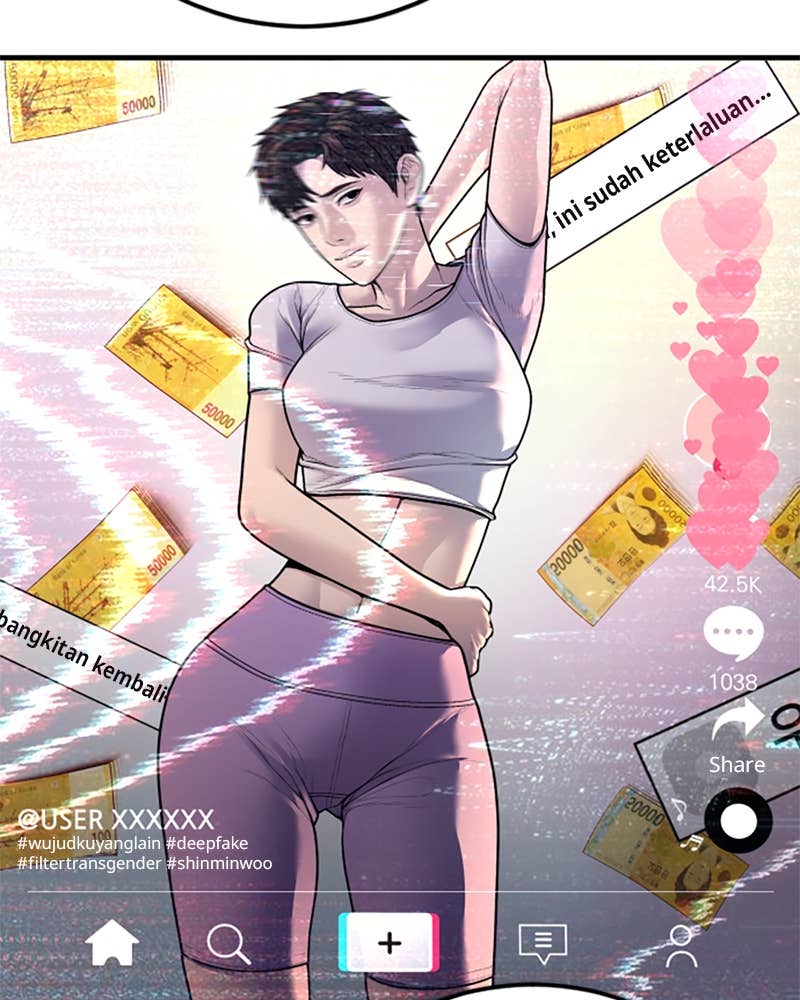 50000
, ini sudah keterlaluan...
50000
20000
50000
42.5K
bangkitan kembali
1038
Share
20000
100
@USER XXXXXX
#wujudkuyanglain #deepfake
#filtertransgender #shinminwoo